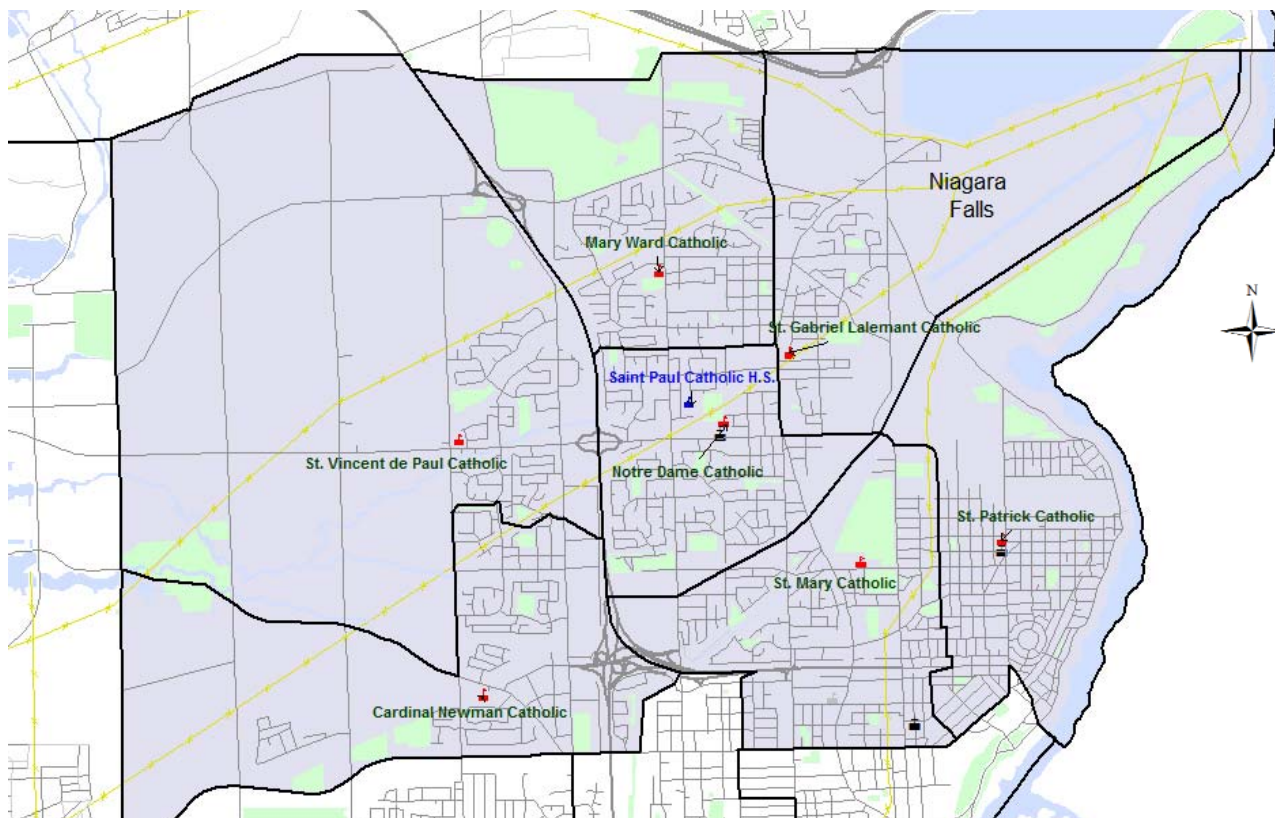 Niagara
Falls
Mary Ward Catholic
N
St. Gabriel Lalemant Catholic
Saint Paul Catholic H.S.
St. Vincent de Paul Catholic
Notre Dame Catholic
St. Patrick Catholic
St. Mary Catholic
Cardinal Newman Catholic